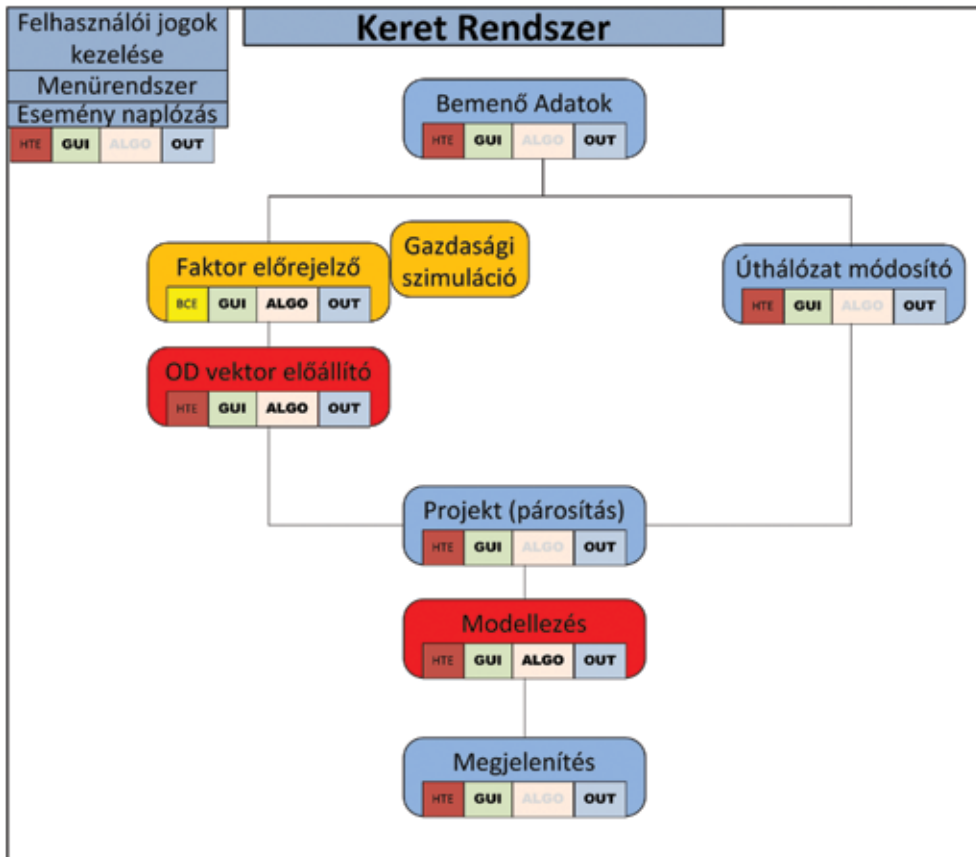 Keret Rendszer
Felhasználói jogok
kezelése
Menürendszer
Esemény naplózás
HTE GUI ALGO OUT
Bemenő Adatok
HTE GUI ALGO OUT
Faktor előrejelző
BCE GUI ALGO OUT
Gazdasági
szimuláció
Úthálózat módosító
HTE GUI ALGO OUT
OD vektor előállító
HTE GUI ALGO OUT
Projekt (párosítás)
HTE GUI ALGO OUT
Modellezés
HTE GUI ALGO OUT
Megjelenítés
HTE GUI ALGO OUT